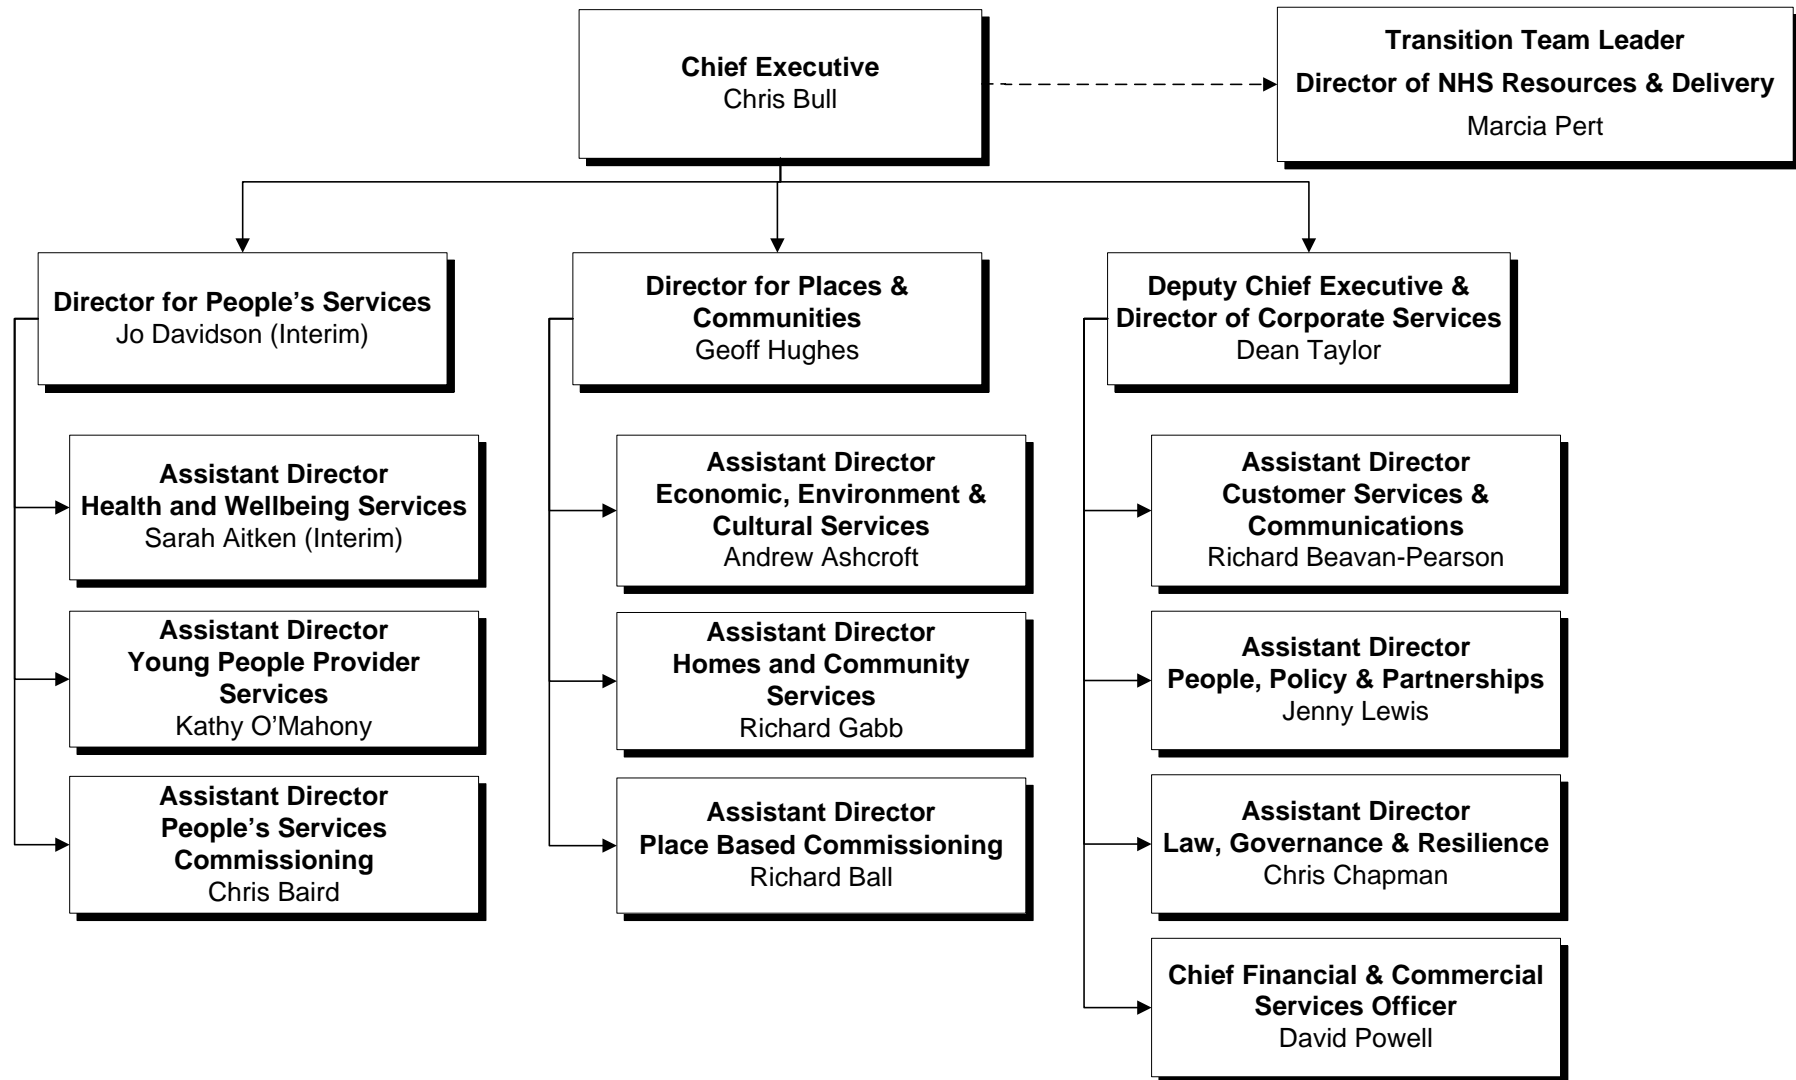 Chief Executive
Chris Bull
Transition Team Leader
Director of NHS Resources & Delivery
Marcia Pert
Director for People’s Services
Jo Davidson (Interim)
Assistant Director
Health and Wellbeing Services
Sarah Aitken (Interim)
Assistant Director
Young People Provider
Services
Kathy O’Mahony
Assistant Director
People’s Services
Commissioning
Chris Baird
Director for Places &
Communities
Geoff Hughes
Assistant Director
Economic, Environment &
Cultural Services
Andrew Ashcroft
Assistant Director
Homes and Community
Services
Richard Gabb
Assistant Director
Place Based Commissioning
Richard Ball
Deputy Chief Executive &
Director of Corporate Services
Dean Taylor
Assistant Director
Customer Services &
Communications
Richard Beavan-Pearson
Assistant Director
People, Policy & Partnerships
Jenny Lewis
Assistant Director
Law, Governance & Resilience
Chris Chapman
Chief Financial & Commercial
Services Officer
David Powell